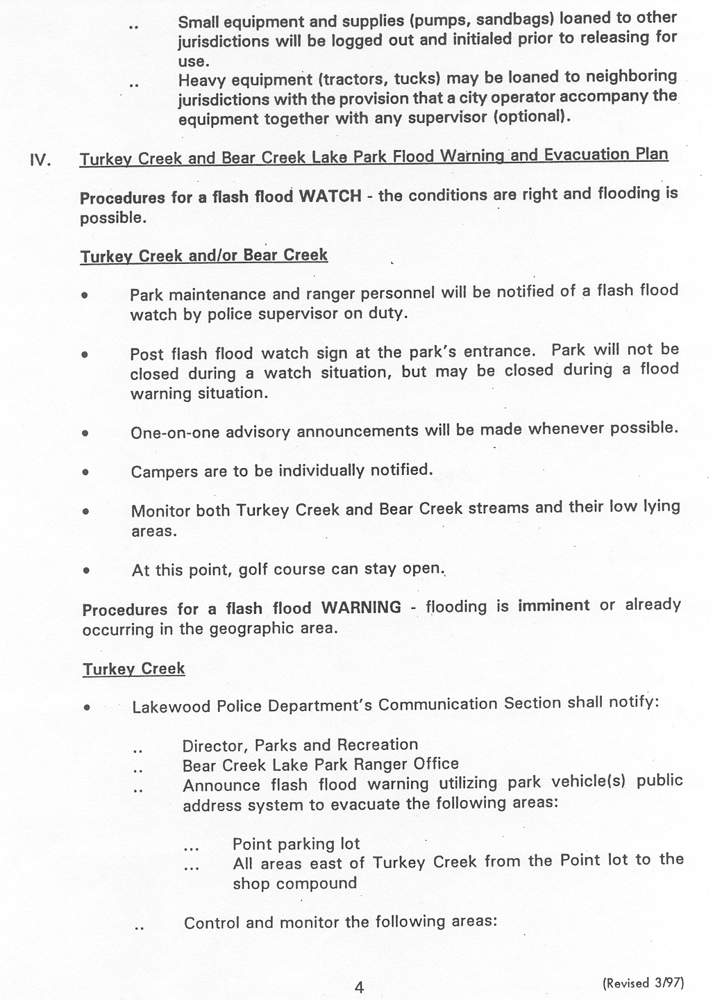 .. Small equipment and supplies (pumps, sandbags) loaned to other
jurisdictions will be logged out and initialed prior to releasing for
use.
.. Heavy equipment (tractors, tucks) may be loaned to neighboring
jurisdictions with the provision that a city operator accompany the
equipment together with any supervisor (optional).
IV. Turkey Creek and Bear Creek Lake Park Flood Warning and Evacuation Plan
Procedures for a flash flood WATCH - the conditions are right and flooding is
possible.
Turkey Creek and/or Bear Creek
• Park maintenance and ranger personnel will be notified of a flash flood
watch by police supervisor on duty.
• Post flash flood watch sign at the park's entrance. Park will not be
closed during a watch situation, but may be closed during a flood
warning situation.
• One-on-one advisory announcements will be made whenever possible.
• Campers are to be individually notified.
• Monitor both Turkey Creek and Bear Creek streams and their low lying
areas.
• At this point, golf course can stay open.
Procedures for a flash flood WARNING - flooding is imminent or already
occurring in the geographic area.
Turkey Creek
• Lakewood Police Department's Communication Section shall notify:
.. Director, Parks and Recreation
.. Bear Creek Lake Park Ranger Office
.. Announce flash flood warning utilizing park vehicle(s) public
address system to evacuate the following areas:
... Point parking lot
... All areas east of Turkey Creek from the Point lot to the
shop compound
.. Control and monitor the following areas:
4
(Revised 3/97)